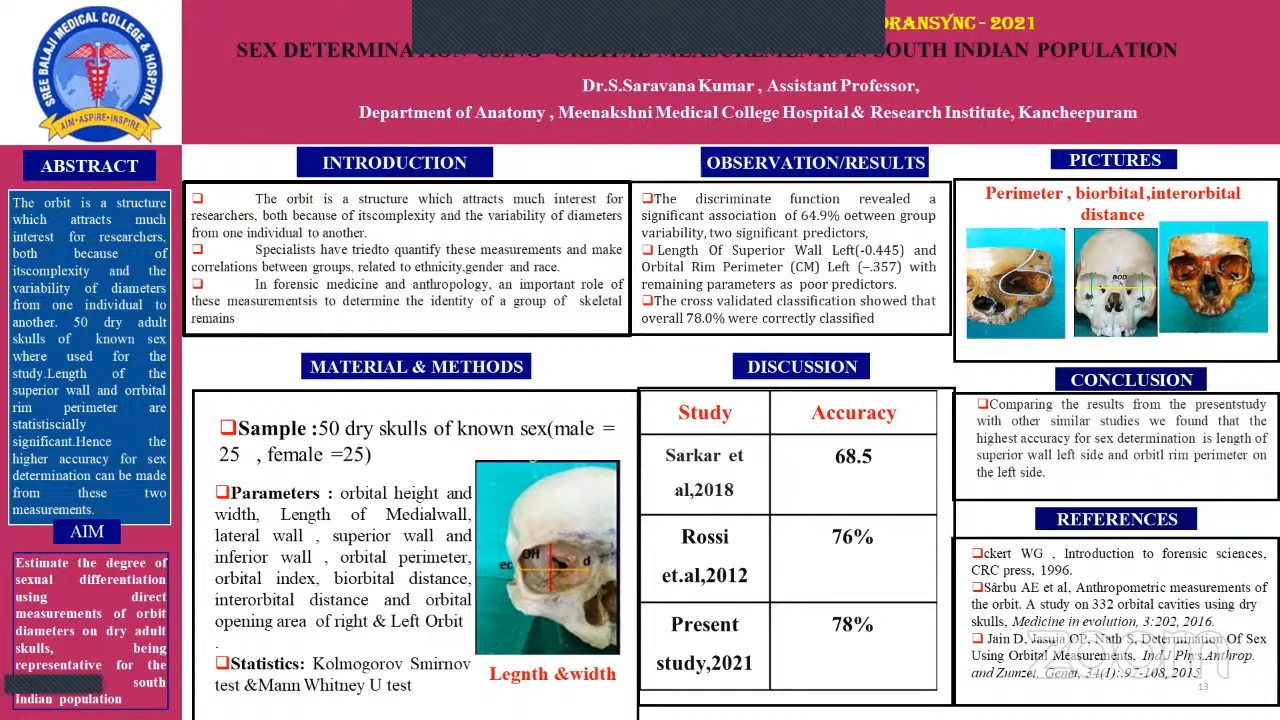 SREE BALAJI MEDICAL COLLEGE & HOSPITAL
AIM•ASPIRE•INSPIRE
ORANSYNC - 2021
SEX DETERMINATION USING ORBITAL MEASUREMENTS IN SOUTH INDIAN POPULATION
Dr.S.Saravana Kumar , Assistant Professor,
Department of Anatomy , Meenakshni Medical College Hospital & Research Institute, Kancheepuram
ABSTRACT
The orbit is a structure
which attracts much
interest for researchers,
both because of
itscomplexity and the
variability of diameters
from one individual to
another. 50 dry adult
skulls of known sex
where used for the
study.Length of the
superior wall and orrbital
rim perimeter are
statistiscially
significant.Hence the
higher accuracy for sex
determination can be made
from these two
measurements.
AIM
Estimate the degree of
sexual differentiation
using direct
measurements of orbit
diameters on dry adult
skulls, being
representative for the
south
Indian population
INTRODUCTION
The orbit is a structure which attracts much interest for
researchers, both because of itscomplexity and the variability of diameters
from one individual to another.
Specialists have triedto quantify these measurements and make
correlations between groups, related to ethnicity,gender and race.
In forensic medicine and anthropology, an important role of
these measurementsis to determine the identity of a group of skeletal
remains
MATERIAL & METHODS
Sample :50 dry skulls of known sex(male =
25 , female =25)
Parameters : orbital height and
width, Length of Medialwall,
lateral wall , superior wall and
inferior wall , orbital perimeter,
orbital index, biorbital distance,
interorbital distance and orbital
opening area of right & Left Orbit
.
Statistics: Kolmogorov Smirnov
test &Mann Whitney U test
OH
ec
d
Legnth &width
OBSERVATION/RESULTS
The discriminate function revealed a
significant association of 64.9% oetween group
variability, two significant predictors,
Length Of Superior Wall Left(-0.445) and
Orbital Rim Perimeter (CM) Left (–.357) with
remaining parameters as poor predictors.
The cross validated classification showed that
overall 78.0% were correctly classified
DISCUSSION
Study Accuracy
Sarkar et al,2018 68.5
Rossi et.al,2012 76%
Present study,2021 78%
PICTURES
Perimeter , biorbital ,interorbital
distance
BOD
CONCLUSION
Comparing the results from the presentstudy
with other similar studies we found that the
highest accuracy for sex determination is length of
superior wall left side and orbitl rim perimeter on
the left side.
REFERENCES
ckert WG , Introduction to forensic sciences,
CRC press, 1996.
Sârbu AE et al, Anthropometric measurements of
the orbit. A study on 332 orbital cavities using dry
skulls, Medicine in evolution, 3:202, 2016.
Jain D, Jasuja OP, Nath S, Determination Of Sex
Using Orbital Measurements, IndJ Phys.Anthrop.
and Zumzet. Genet, 34(1):.97-108, 2015
zoom
13